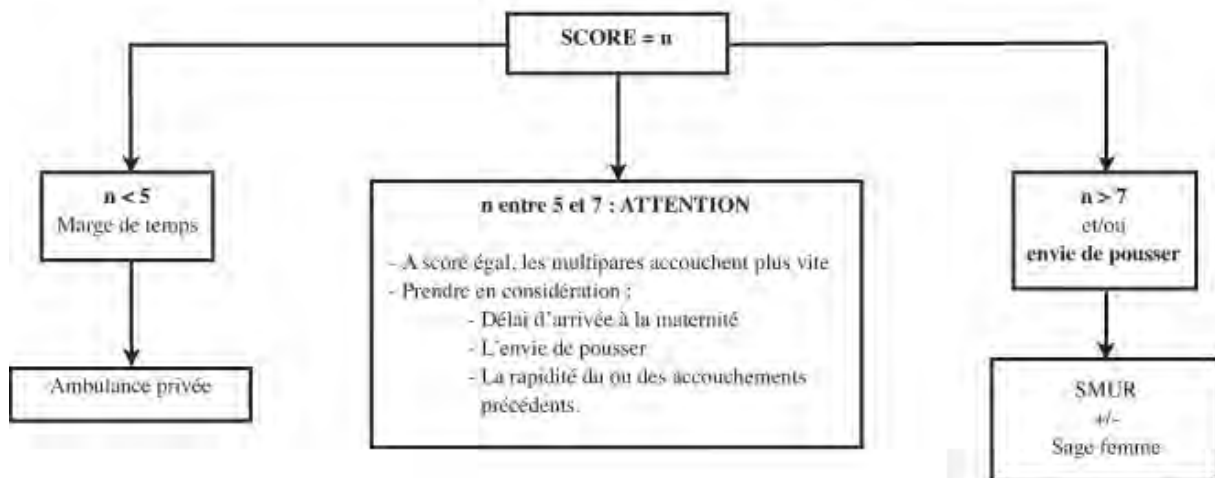 SCORE = n
n < 5
Marge de temps
Ambulance privée
n entre 5 et 7 : ATTENTION
- A score égal, les multipares accouchent plus vite
- Prendre en considération :
- Délai d'arrivée à la maternité
- L'envie de pousser
- La rapidité du ou des accouchements
précédents.
n > 7
et/ou
envie de pousser
SMUR
+/-
Sage femme